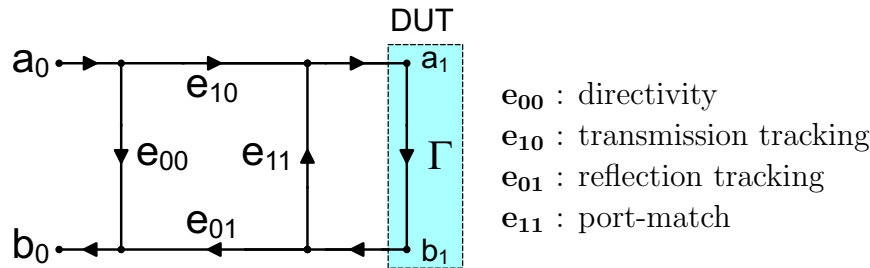 DUT
a₀
a₁
e₁₀
e₀₀
e₁₁
Γ
e₀₁
b₀
b₁
e₀₀ : directivity
e₁₀ : transmission tracking
e₀₁ : reflection tracking
e₁₁ : port-match